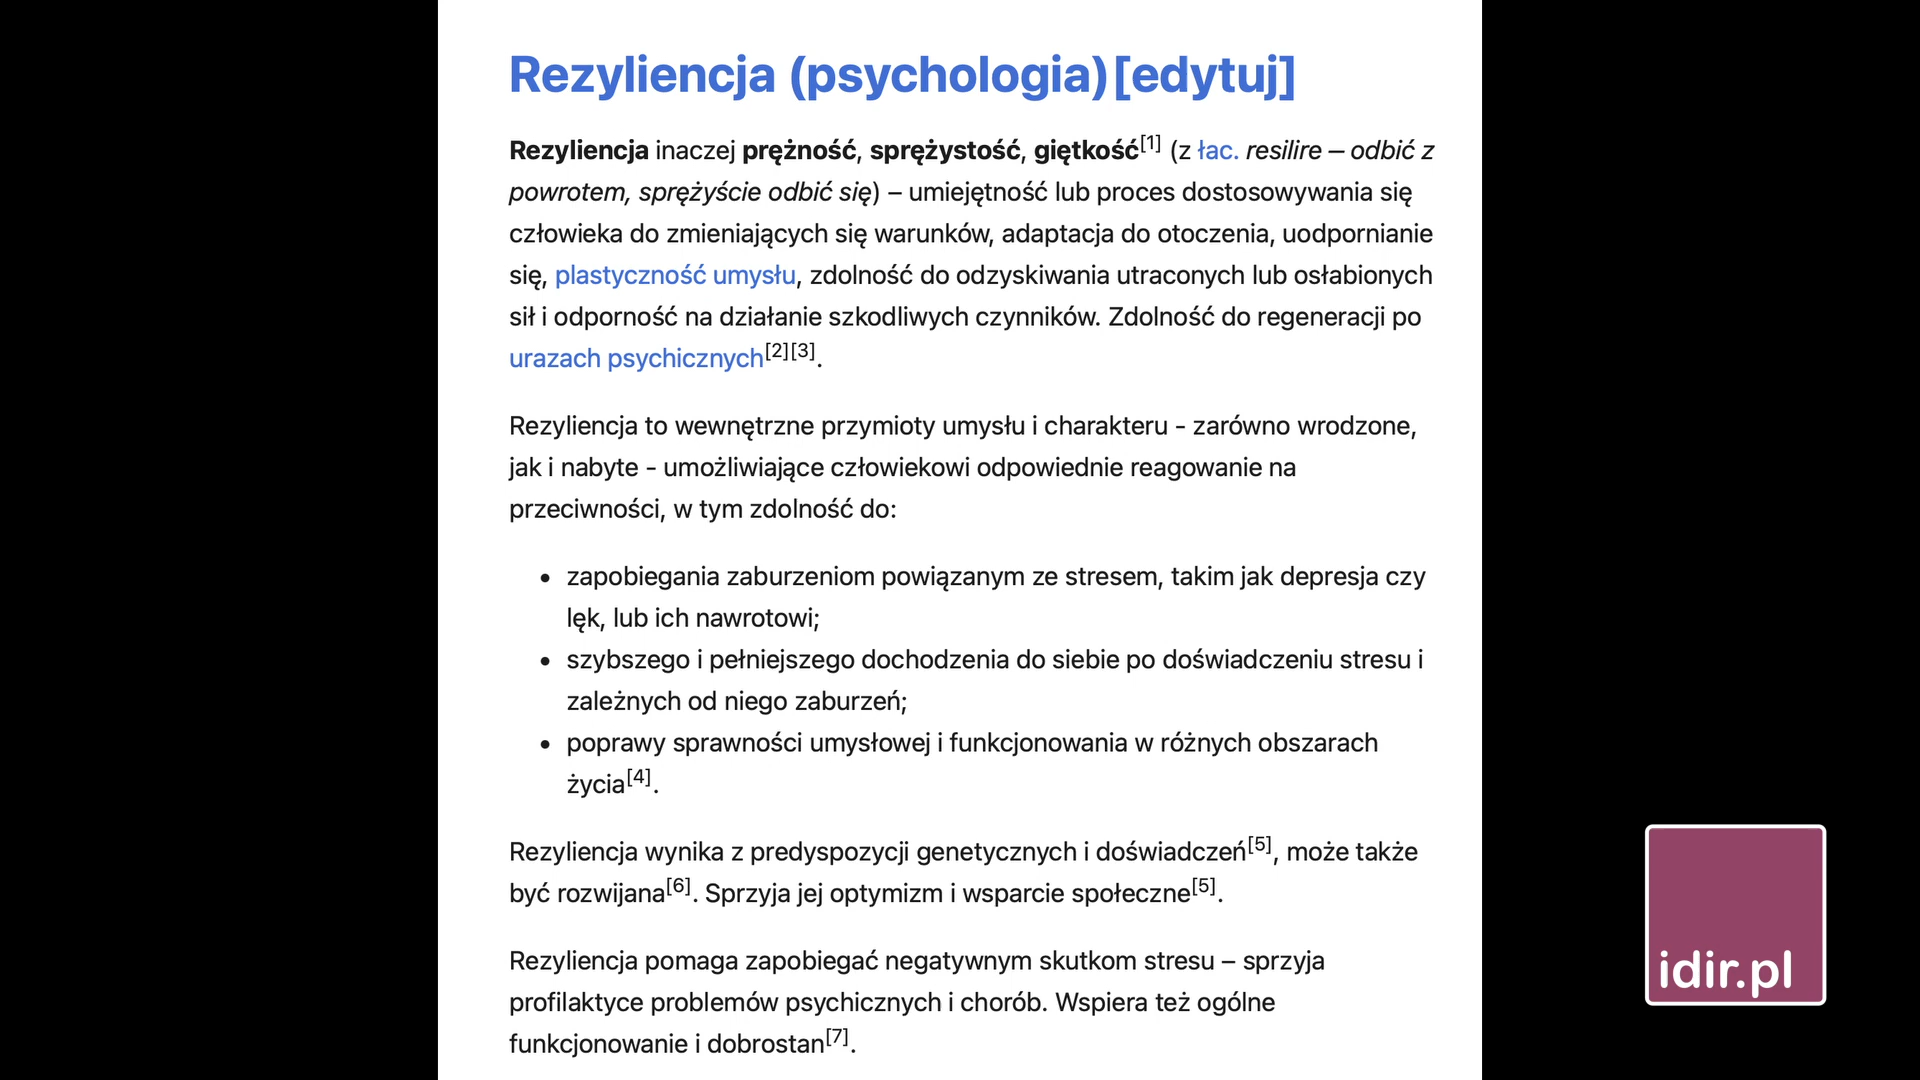 Rezyliencja (psychologia)[edytuj]
Rezyliencja inaczej prężność, sprężystość, giętkość[1] (z łac. resilire – odbić z
powrotem, sprężyście odbić się) – umiejętność lub proces dostosowywania się
człowieka do zmieniających się warunków, adaptacja do otoczenia, uodpornianie
się, plastyczność umysłu, zdolność do odzyskiwania utraconych lub osłabionych
sił i odporność na działanie szkodliwych czynników. Zdolność do regeneracji po
urazach psychicznych[2][3].
Rezyliencja to wewnętrzne przymioty umysłu i charakteru - zarówno wrodzone,
jak i nabyte - umożliwiające człowiekowi odpowiednie reagowanie na
przeciwności, w tym zdolność do:
• zapobiegania zaburzeniom powiązanym ze stresem, takim jak depresja czy
lęk, lub ich nawrotowi;
• szybszego i pełniejszego dochodzenia do siebie po doświadczeniu stresu i
zależnych od niego zaburzeń;
• poprawy sprawności umysłowej i funkcjonowania w różnych obszarach
życia[4].
Rezyliencja wynika z predyspozycji genetycznych i doświadczeń[5], może także
być rozwijana[6]. Sprzyja jej optymizm i wsparcie społeczne[5].
Rezyliencja pomaga zapobiegać negatywnym skutkom stresu – sprzyja
profilaktyce problemów psychicznych i chorób. Wspiera też ogólne
funkcjonowanie i dobrostan[7].
idir.pl